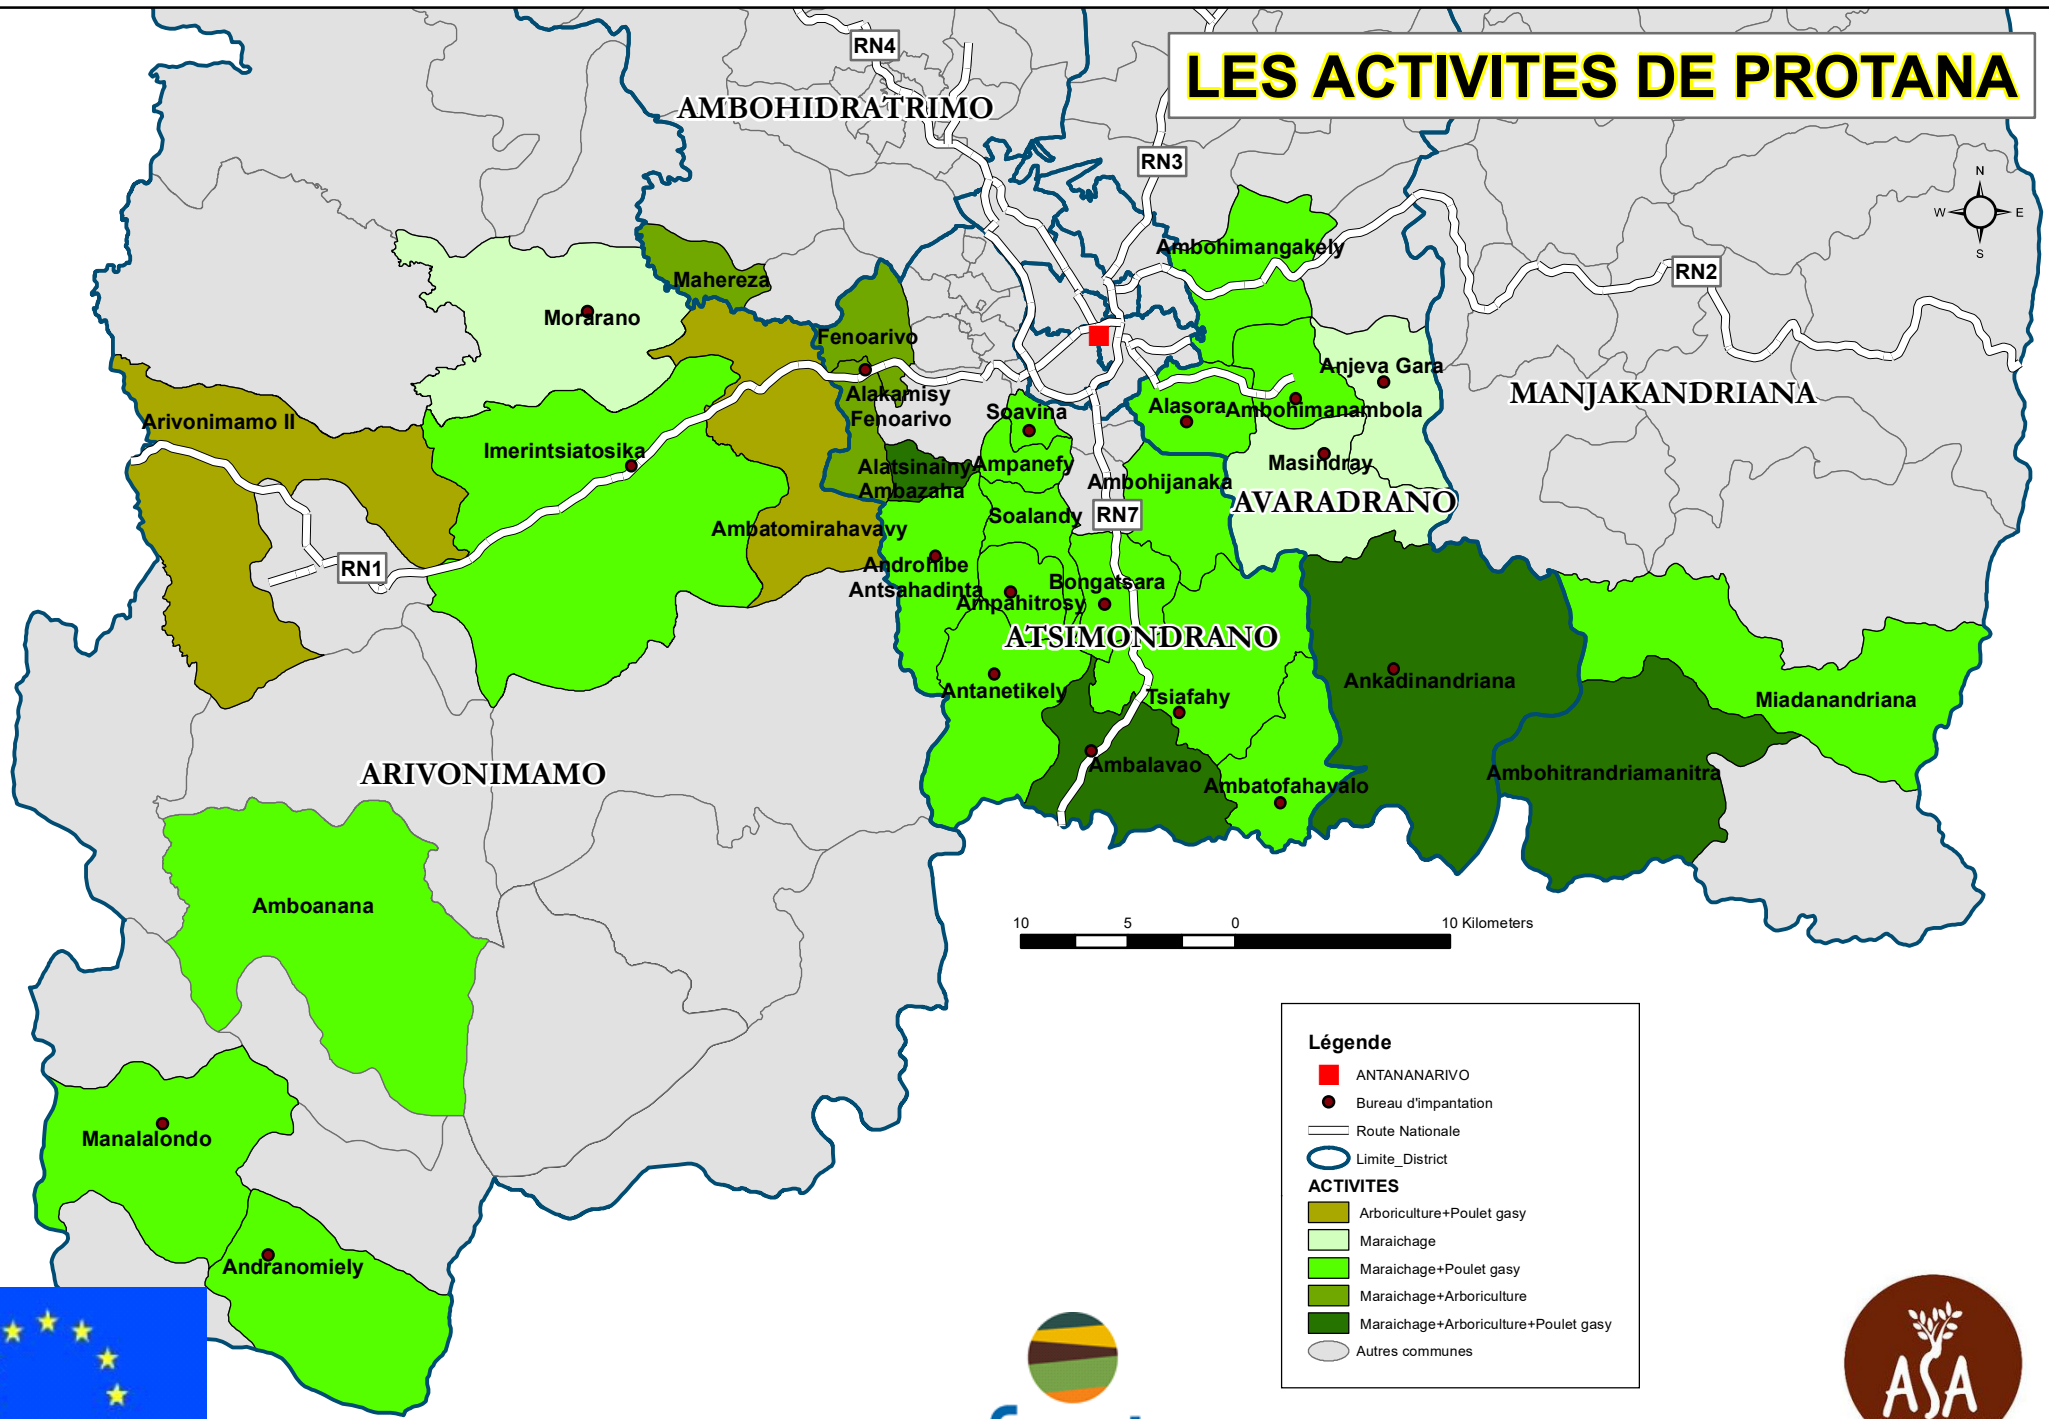 LES ACTIVITES DE PROTANA
RN4
AMBOHIDRATRIMO
RN3
N
W
E
S
Ambohimangakely
RN2
Mahereza
Morarano
Fenoarivo
Anjeva Gara
MANJAKANDRIANA
Alakamisy
Fenoarivo
Soavina
Alasora
Ambohimanambola
Arivonimamo II
Imerintsiatosika
Alatsinainy
Ambazaha
Ampanefy
Masindray
Ambohijanaka
AVARADRANO
Soalandy
RN7
Ambatomirahavavy
RN1
Androhibe
Antsahadinta
Ampahitrosy
Bongatsara
ATSIMONDRANO
Antanetikely
Tsiafahy
Ankadinandriana
Miadanandriana
ARIVONIMAMO
Ambalavao
Ambatofahavalo
Ambohitrandriamanitra
Amboanana
10 5 0 10 Kilometers
Manalalondo
Andranomiely
Légende
ANTANANARIVO
Bureau d'impantation
Route Nationale
Limite_District
ACTIVITES
Arboriculture+Poulet gasy
Maraichage
Maraichage+Poulet gasy
Maraichage+Arboriculture
Maraichage+Arboriculture+Poulet gasy
Autres communes
ASA